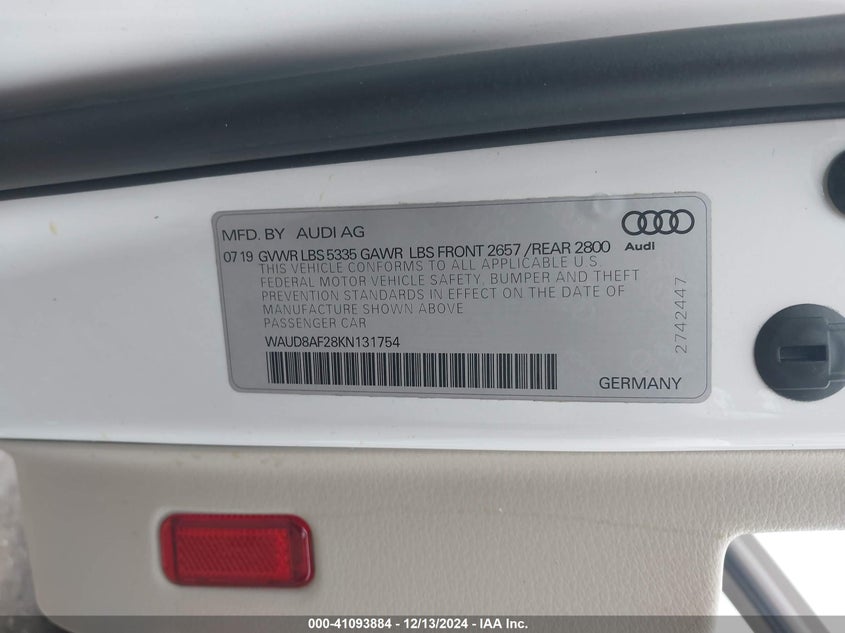 MFD. BY AUDI AG
Audi
07 19 GVWR LBS 5335 GAWR LBS FRONT 2657 /REAR 2800
THIS VEHICLE CONFORMS TO ALL APPLICABLE U.S.
FEDERAL MOTOR VEHICLE SAFETY, BUMPER AND THEFT
PREVENTION STANDARDS IN EFFECT ON THE DATE OF
MANUFACTURE SHOWN ABOVE
PASSENGER CAR
WAUD8AF28KN131754
GERMANY
2742447
000-41093884 / 12/13/2024 - IAA Inc.